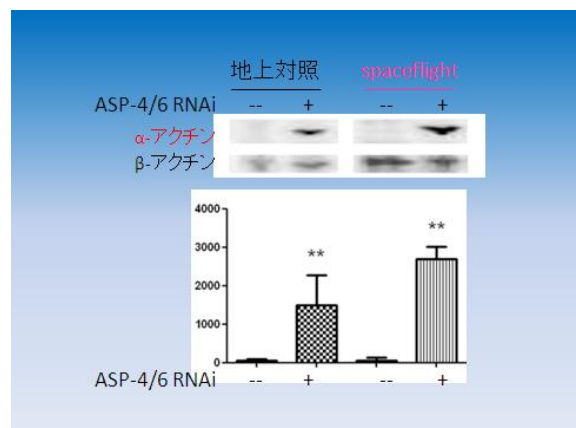 地上対照 spaceflight
ASP-4/6 RNAi -- + -- +
α-アクチン
β-アクチン
4000
3000
2000
1000
0
** **
ASP-4/6 RNAi -- + -- +